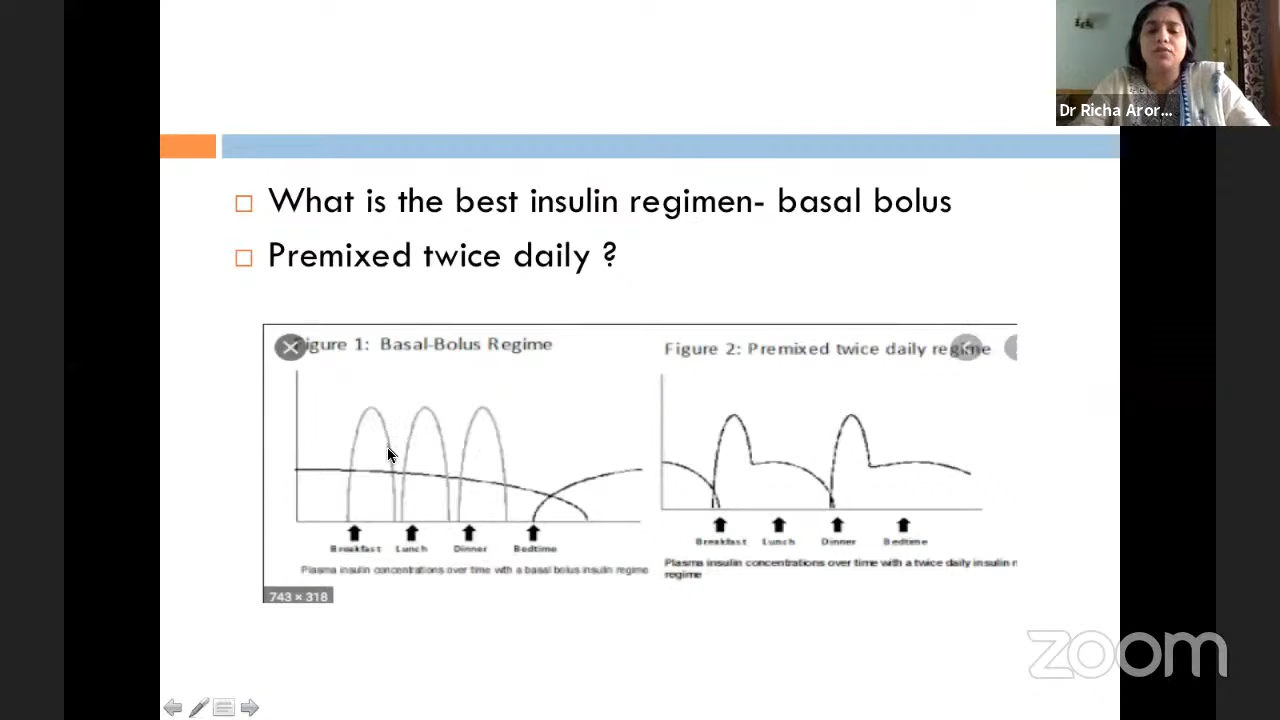 Dr Richa Aror...
What is the best insulin regimen- basal bolus
Premixed twice daily ?
igure 1: Basal-Bolus Regime
Figure 2: Premixed twice daily regime
Breakfast Lunch Dinner Bedtime
Breakfast Lunch Dinner Bedtime
Plasma insulin concentrations over time with a basal bolus insulin regime
Plasma insulin concentrations over time with a twice daily insulin
regime
743 × 318
zoom